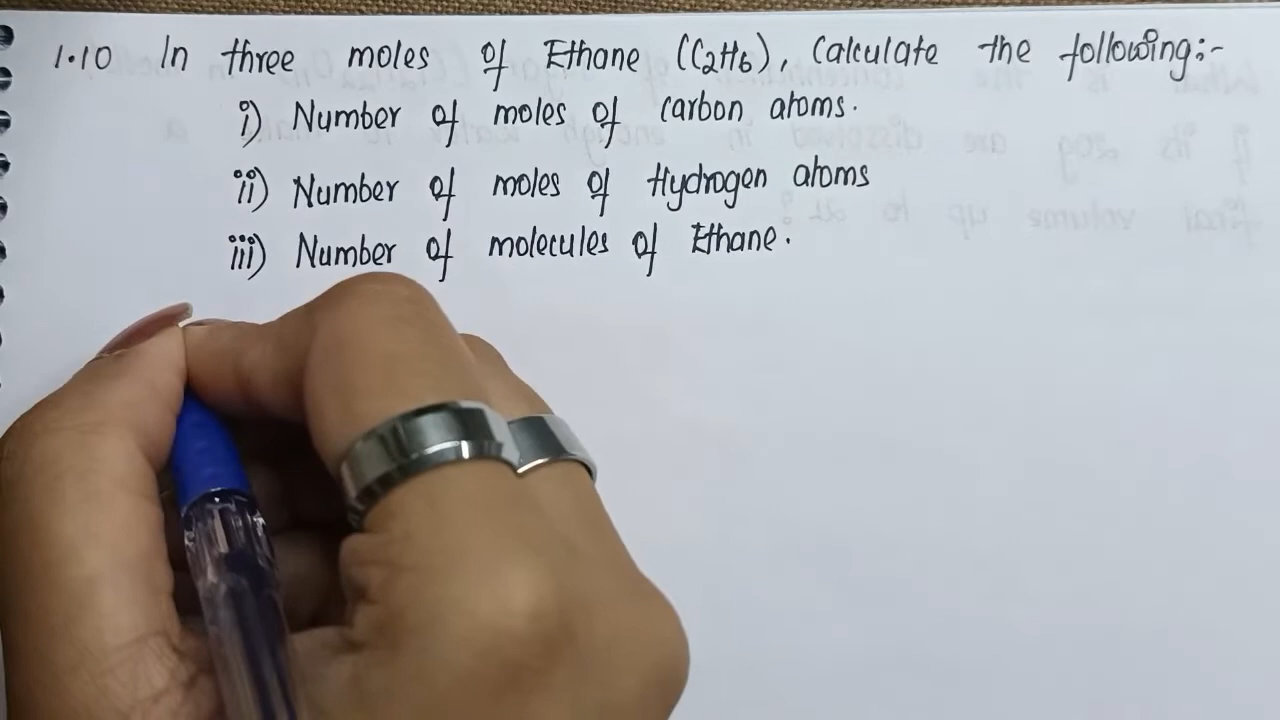 1.10 In three moles of Ethane (C2H6), Calculate the following:-
i) Number of moles of carbon atoms.
ii) Number of moles of Hydrogen atoms
iii) Number of molecules of Ethane.